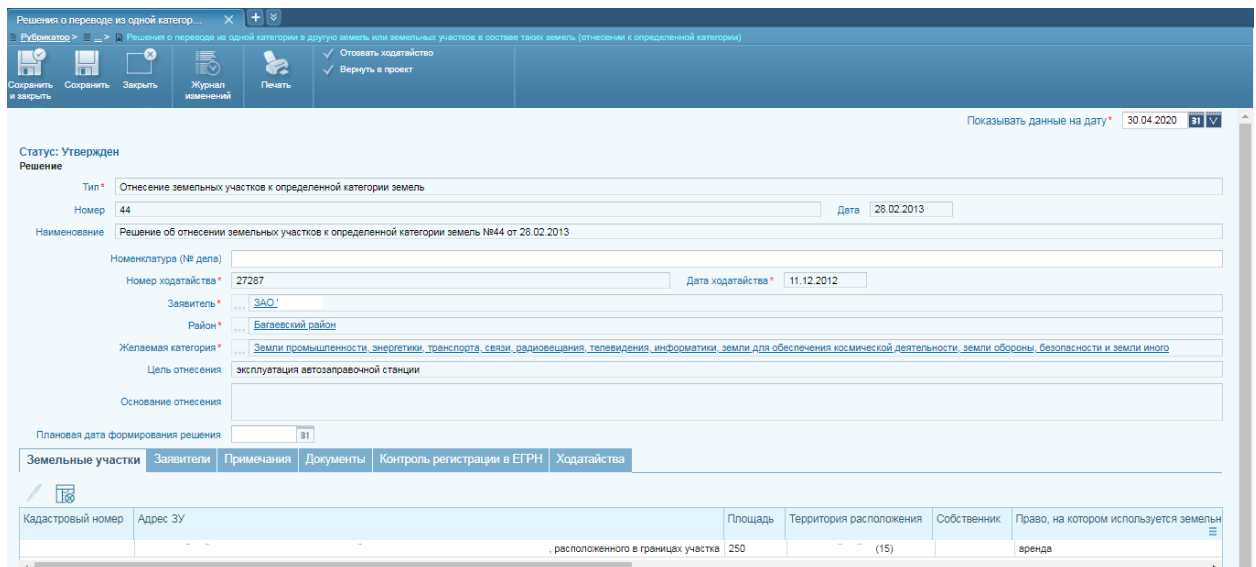 Решения о переводе из одной категор...
Рубрикатор > ... > Решения о переводе из одной категории в другую земель или земельных участков в составе таких земель (отнесении к определенной категории)
Сохранить и закрыть
Сохранить
Закрыть
Журнал изменений
Печать
Отозвать ходатайство
Вернуть в проект
Показывать данные на дату* 30.04.2020 31
Статус: Утвержден
Решение
Тип* Отнесение земельных участков к определенной категории земель
Номер 44 Дата 28.02.2013
Наименование Решение об отнесении земельных участков к определенной категории земель №44 от 28.02.2013
Номенклатура (№ дела)
Номер ходатайства* 27287 Дата ходатайства* 11.12.2012
Заявитель* ... ЗАО '
Район* ... Багаевский район
Желаемая категория* ... Земли промышленности, энергетики, транспорта, связи, радиовещания, телевидения, информатики, земли для обеспечения космической деятельности, земли обороны, безопасности и земли иного
Цель отнесения эксплуатация автозаправочной станции
Основание отнесения
Плановая дата формирования решения 31
Земельные участки Заявители Примечания Документы Контроль регистрации в ЕГРН Ходатайства
Кадастровый номер Адрес ЗУ Площадь Территория расположения Собственник Право, на котором используется земельн
, расположенного в границах участка 250 (15) аренда